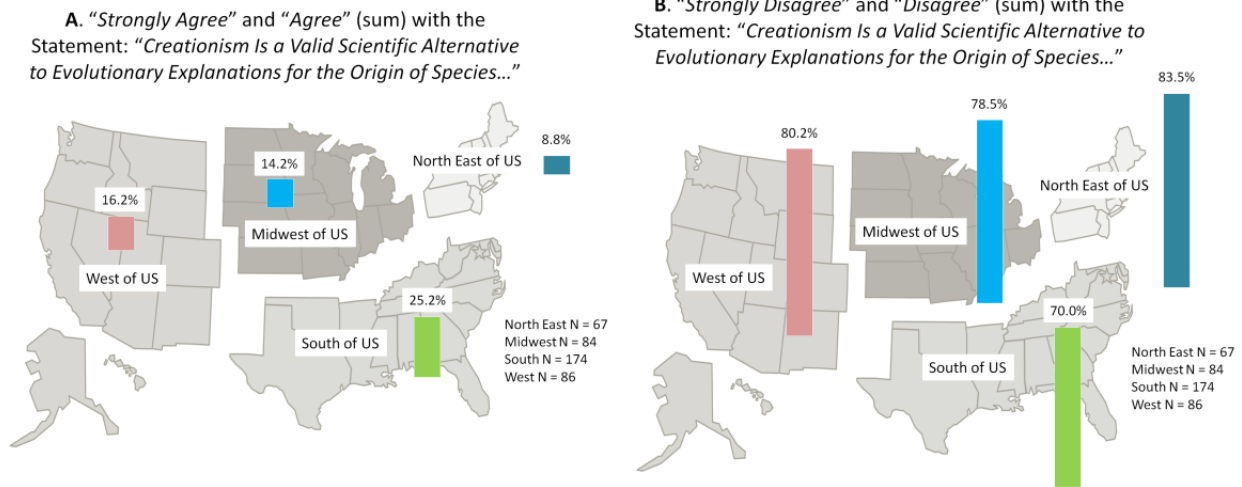 A. “Strongly Agree” and “Agree” (sum) with the
Statement: “Creationism Is a Valid Scientific Alternative
to Evolutionary Explanations for the Origin of Species…”
8.8%
North East of US
14.2%
Midwest of US
16.2%
West of US
25.2%
South of US
North East N = 67
Midwest N = 84
South N = 174
West N = 86
B. “Strongly Disagree” and “Disagree” (sum) with the
Statement: “Creationism Is a Valid Scientific Alternative to
Evolutionary Explanations for the Origin of Species…”
83.5%
78.5%
80.2%
North East of US
Midwest of US
West of US
70.0%
South of US
North East N = 67
Midwest N = 84
South N = 174
West N = 86